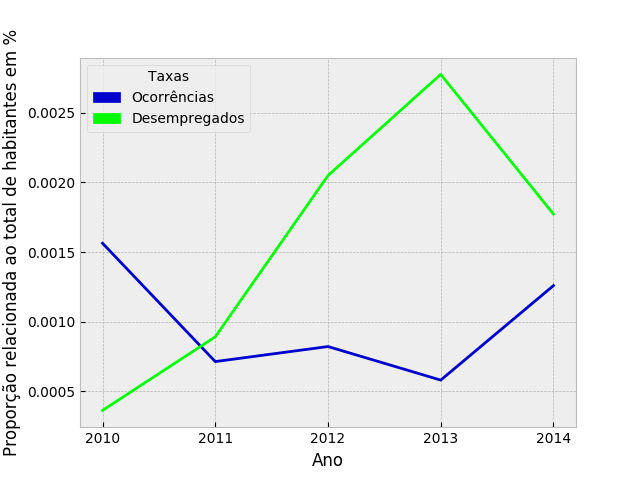 Proporção relacionada ao total de habitantes em %
Taxas
Ocorrências
Desempregados
0.0025
0.0020
0.0015
0.0010
0.0005
2010 2011 2012 2013 2014
Ano